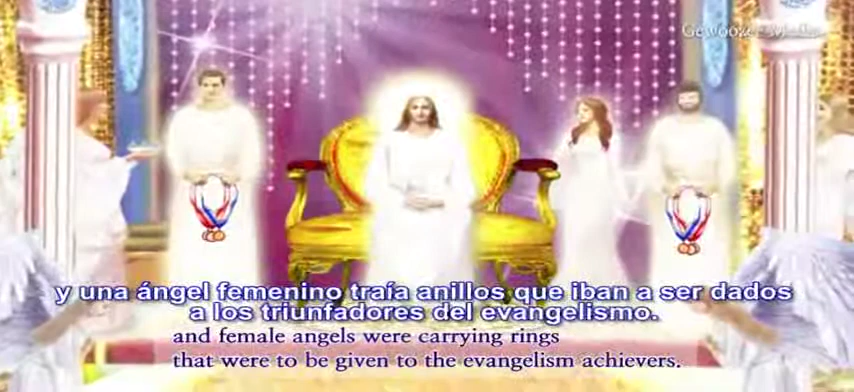 y una ángel femenino traía anillos que iban a ser dados
a los triunfadores del evangelismo.
and female angels were carrying rings
that were to be given to the evangelism achievers.